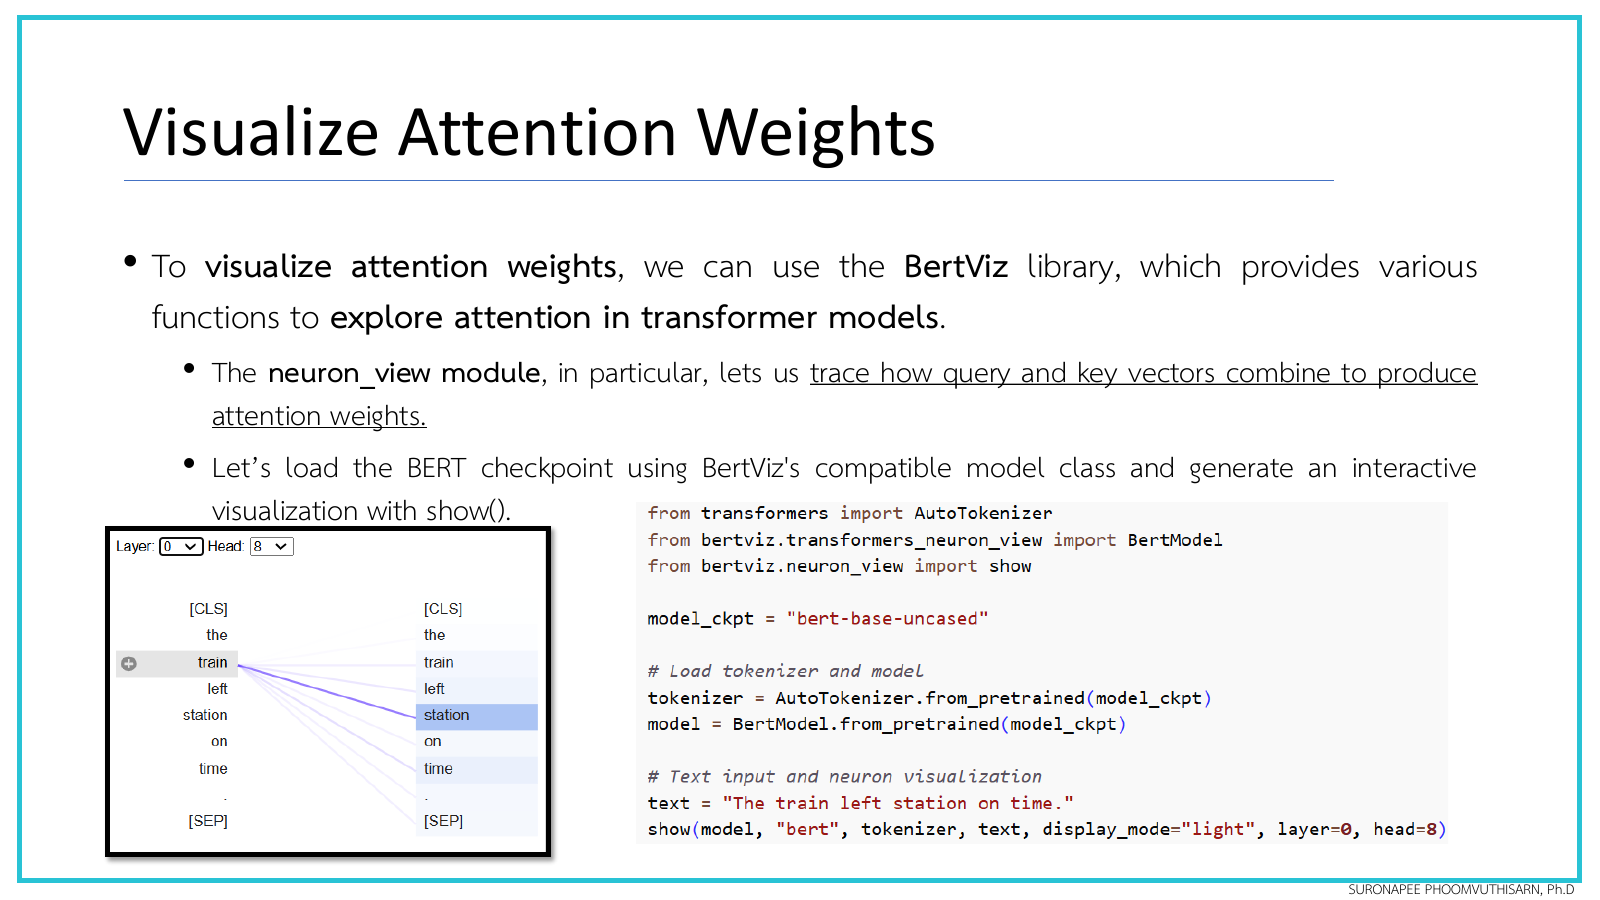 Visualize Attention Weights
• To visualize attention weights, we can use the BertViz library, which provides various
functions to explore attention in transformer models.
• The neuron_view module, in particular, lets us trace how query and key vectors combine to produce
attention weights.
• Let’s load the BERT checkpoint using BertViz's compatible model class and generate an interactive
visualization with show().
Layer: 0 Head: 8
[CLS] [CLS]
the the
train train
left left
station station
on on
time time
. .
[SEP] [SEP]
from transformers import AutoTokenizer
from bertviz.transformers_neuron_view import BertModel
from bertviz.neuron_view import show
model_ckpt = "bert-base-uncased"
# Load tokenizer and model
tokenizer = AutoTokenizer.from_pretrained(model_ckpt)
model = BertModel.from_pretrained(model_ckpt)
# Text input and neuron visualization
text = "The train left station on time."
show(model, "bert", tokenizer, text, display_mode="light", layer=0, head=8)
SURONAPEE PHOOMVUTHISARN, Ph.D